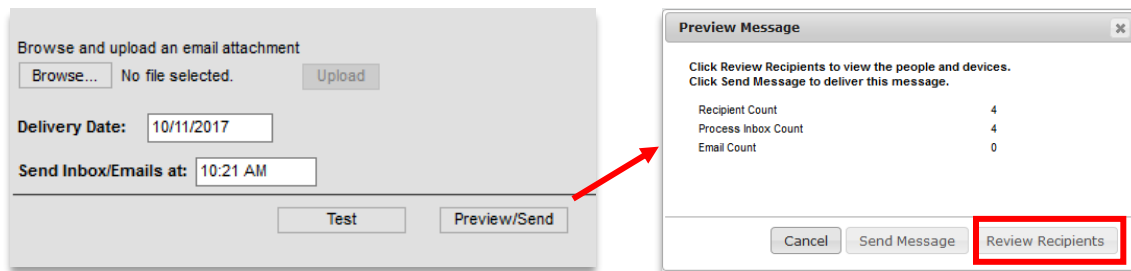 Browse and upload an email attachment
Browse... No file selected. Upload
Delivery Date: 10/11/2017
Send Inbox/Emails at: 10:21 AM
Test Preview/Send
Preview Message
Click Review Recipients to view the people and devices.
Click Send Message to deliver this message.
Recipient Count 4
Process Inbox Count 4
Email Count 0
Cancel Send Message Review Recipients